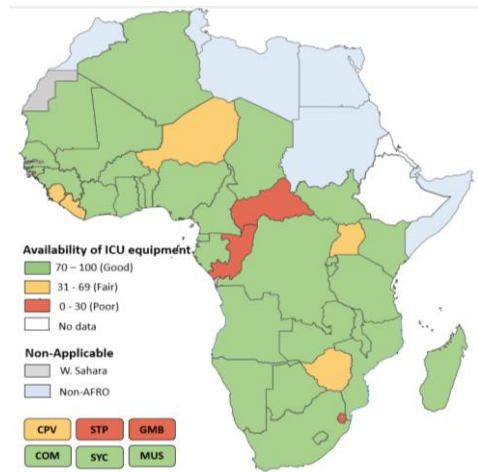 Availability of ICU equipment
70 – 100 (Good)
31 - 69 (Fair)
0 - 30 (Poor)
No data
Non-Applicable
W. Sahara
Non-AFRO
CPV STP GMB
COM SYC MUS